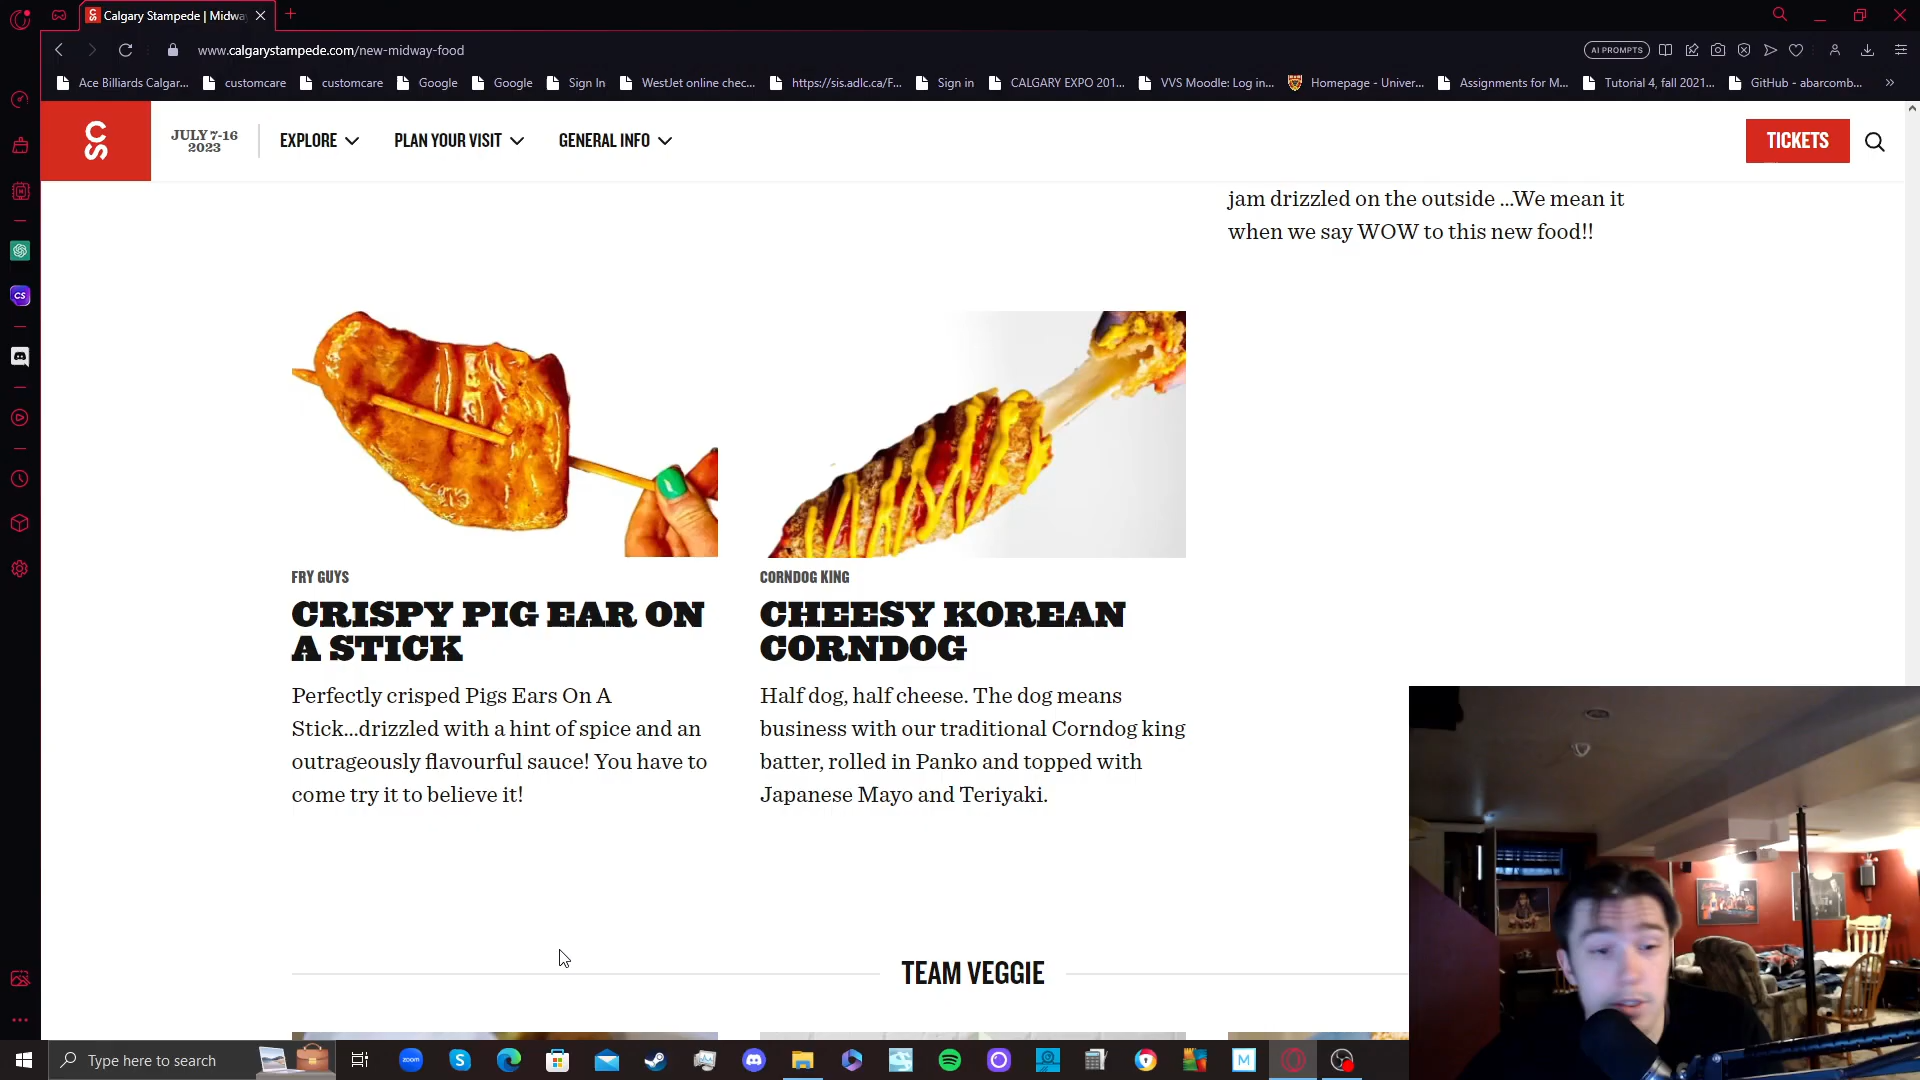 Calgary Stampede | Midwa
www.calgarystampede.com/new-midway-food
AI PROMPTS
Ace Billiards Calgar... customcare customcare Google Google Sign In WestJet online chec... https://sis.adlc.ca/F... Sign in CALGARY EXPO 201... VVS Moodle: Log in... Homepage - Univer... Assignments for M... Tutorial 4, fall 2021... GitHub - abarcomb...
CS
JULY 7-16
2023
EXPLORE PLAN YOUR VISIT GENERAL INFO
TICKETS
jam drizzled on the outside ...We mean it
when we say WOW to this new food!!
FRY GUYS
CRISPY PIG EAR ON
A STICK
Perfectly crisped Pigs Ears On A
Stick...drizzled with a hint of spice and an
outrageously flavourful sauce! You have to
come try it to believe it!
CORNDOG KING
CHEESY KOREAN
CORNDOG
Half dog, half cheese. The dog means
business with our traditional Corndog king
batter, rolled in Panko and topped with
Japanese Mayo and Teriyaki.
TEAM VEGGIE
Type here to search
zoom